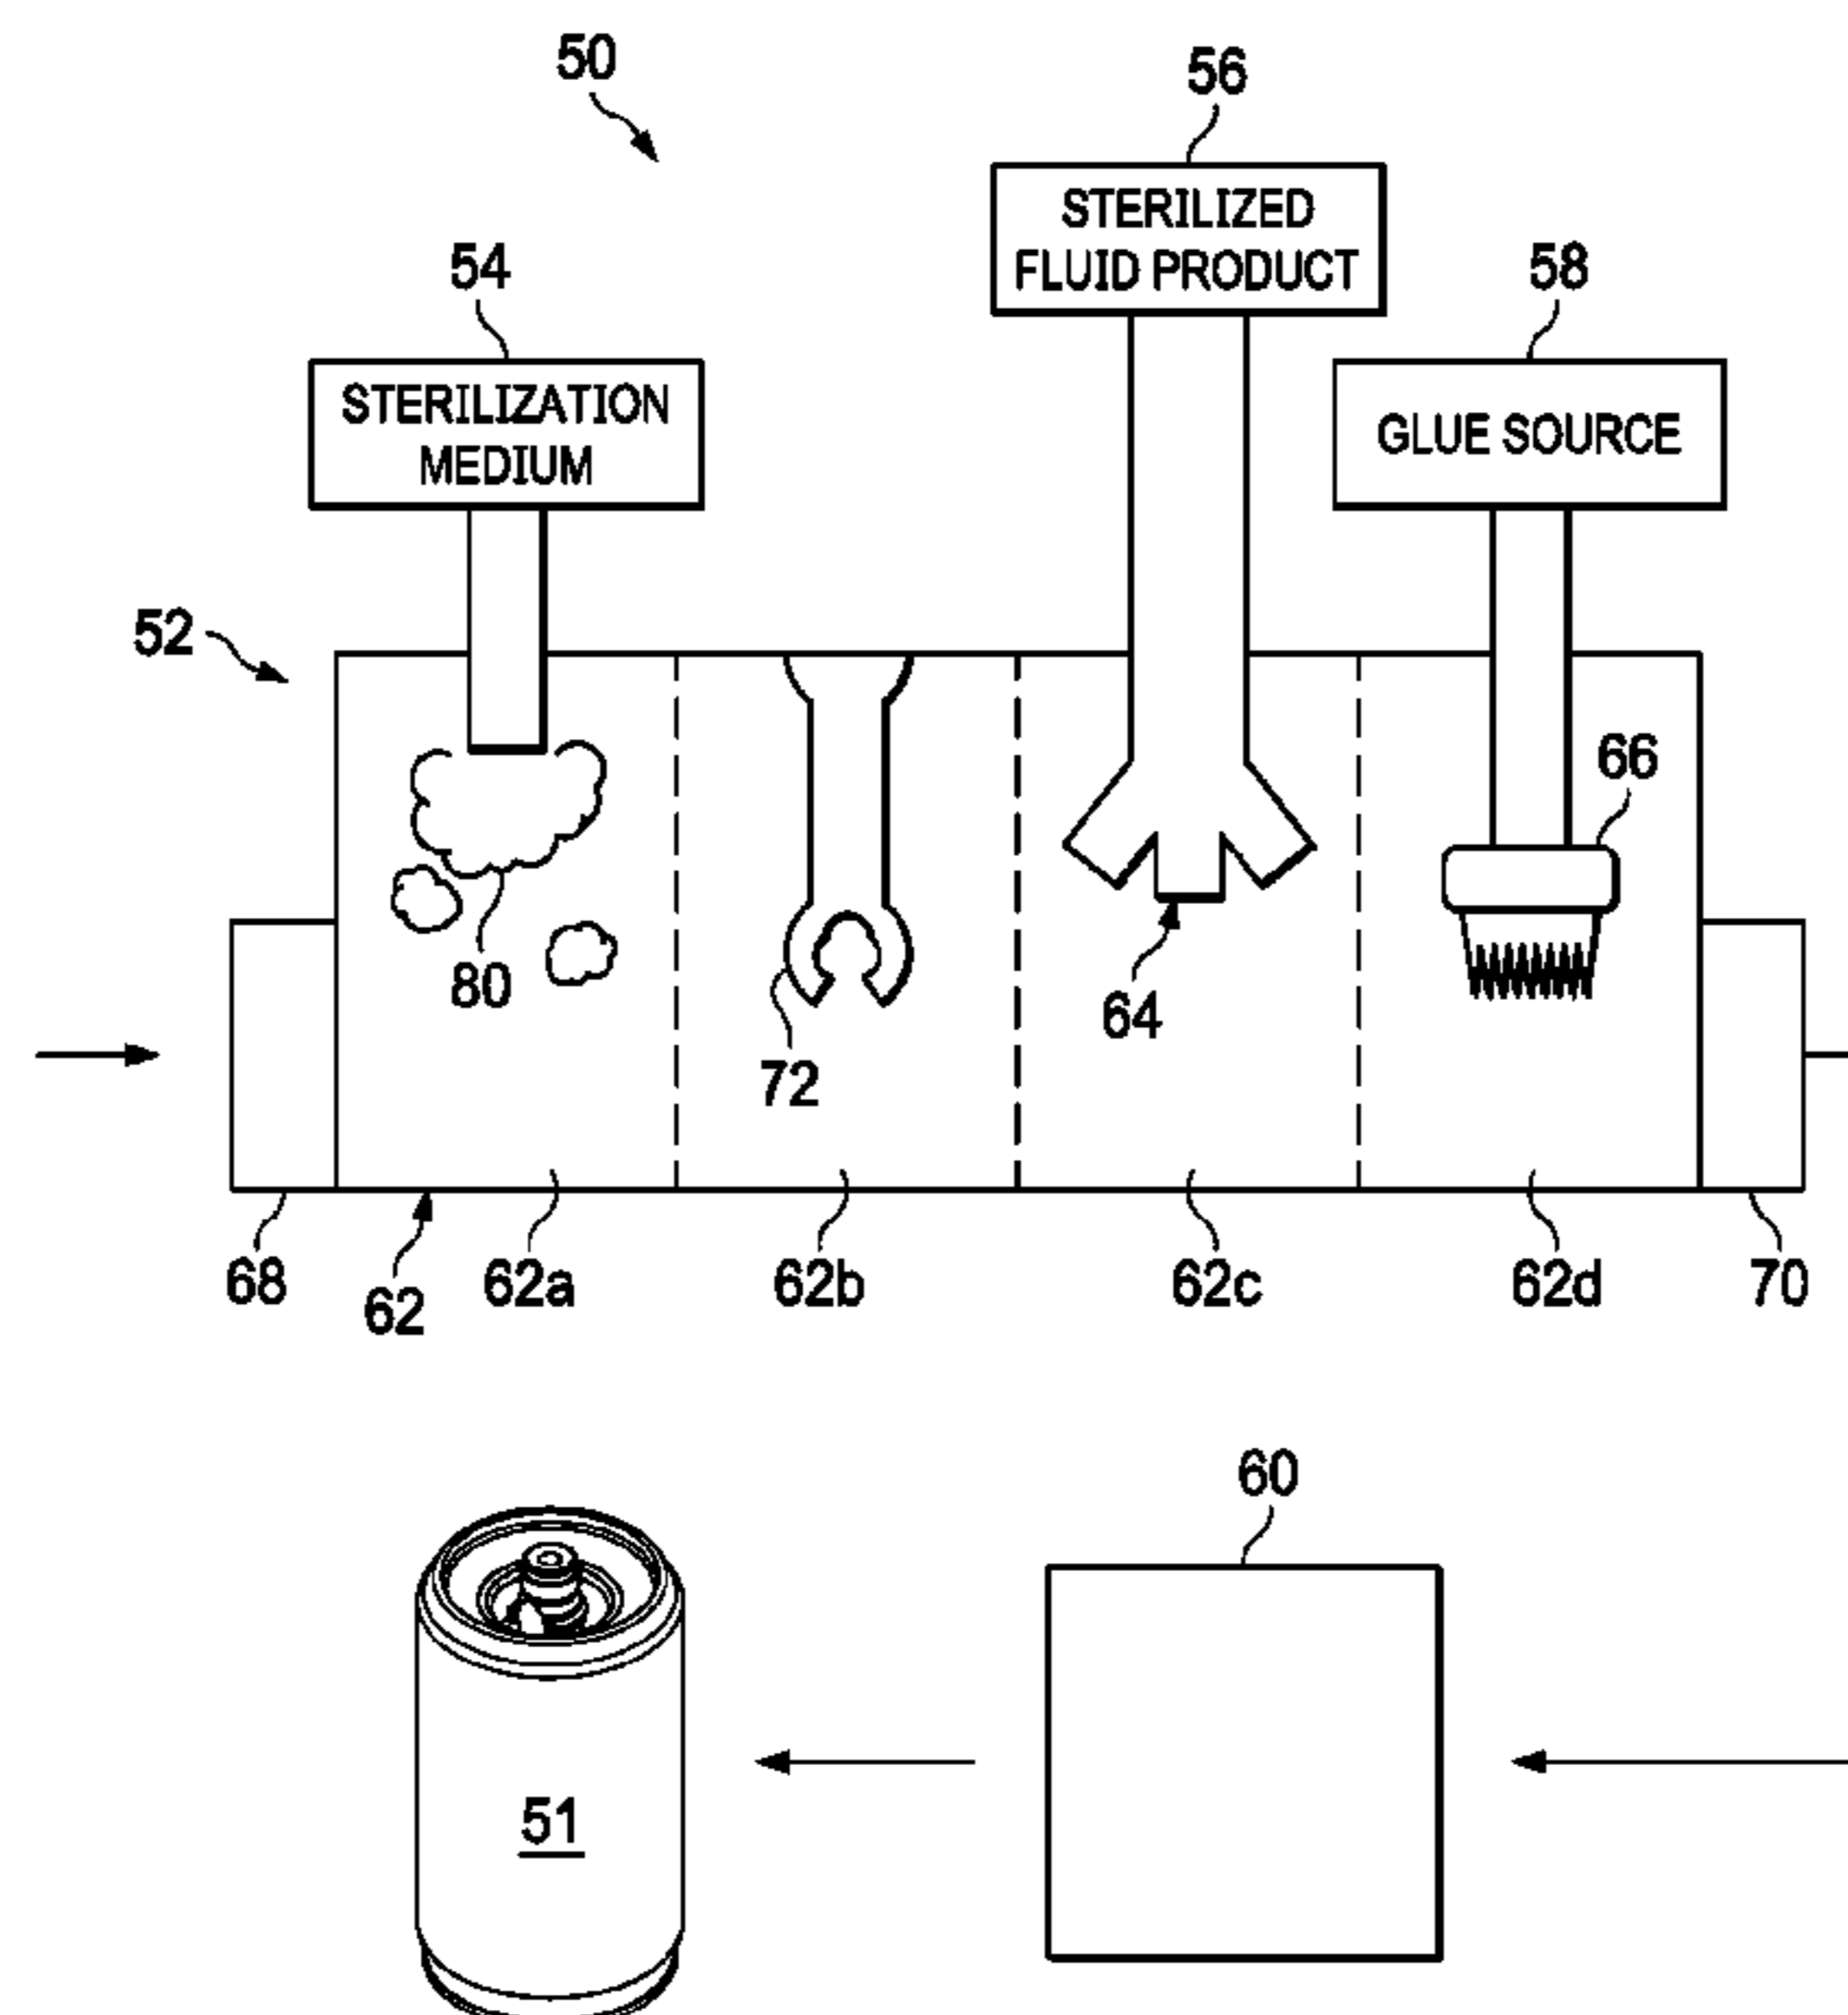 50
56
STERILIZED
FLUID PRODUCT
54
58
STERILIZATION
MEDIUM
GLUE SOURCE
52
66
80
64
72
68
62
62a
62b
62c
62d
70
60
51